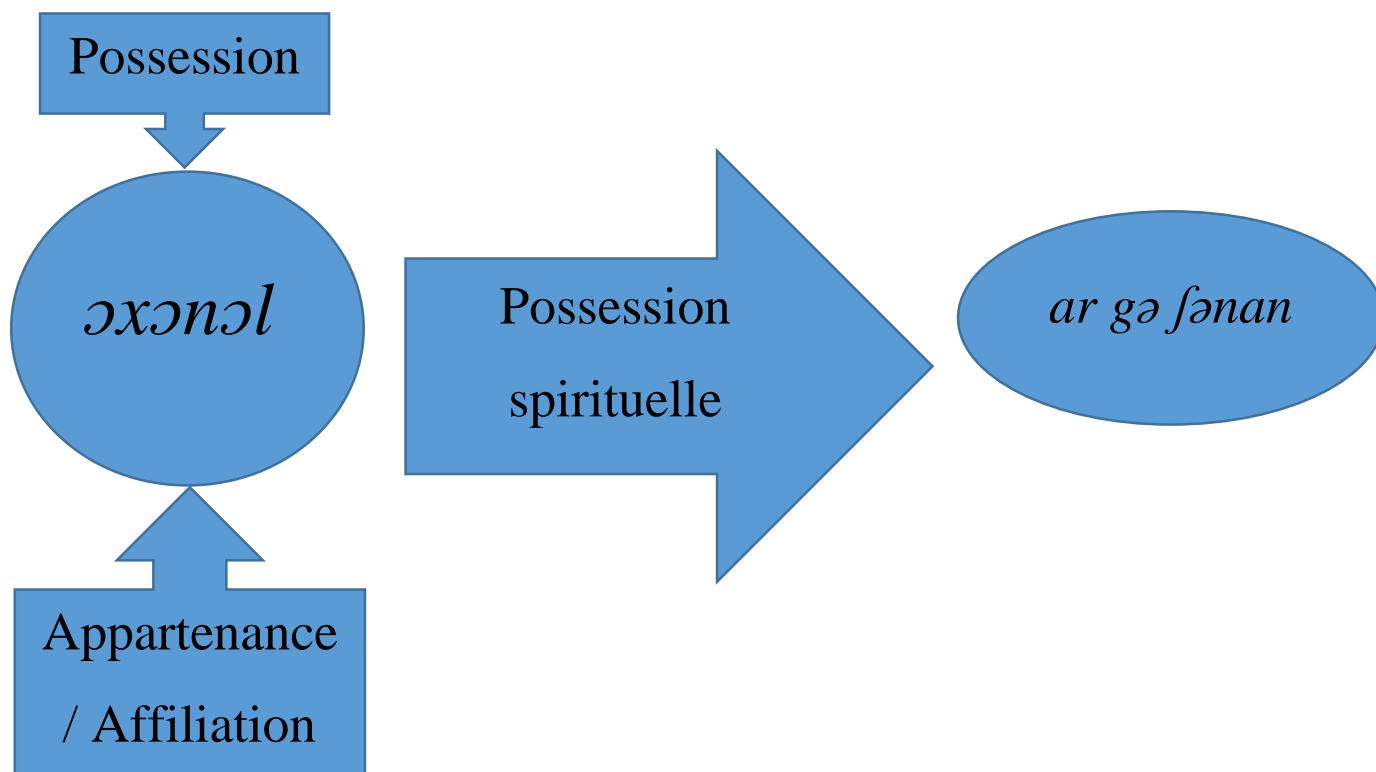 Possession
ɔxɔnɔl
Possession
spirituelle
ar gə ʃənan
Appartenance
/ Affiliation